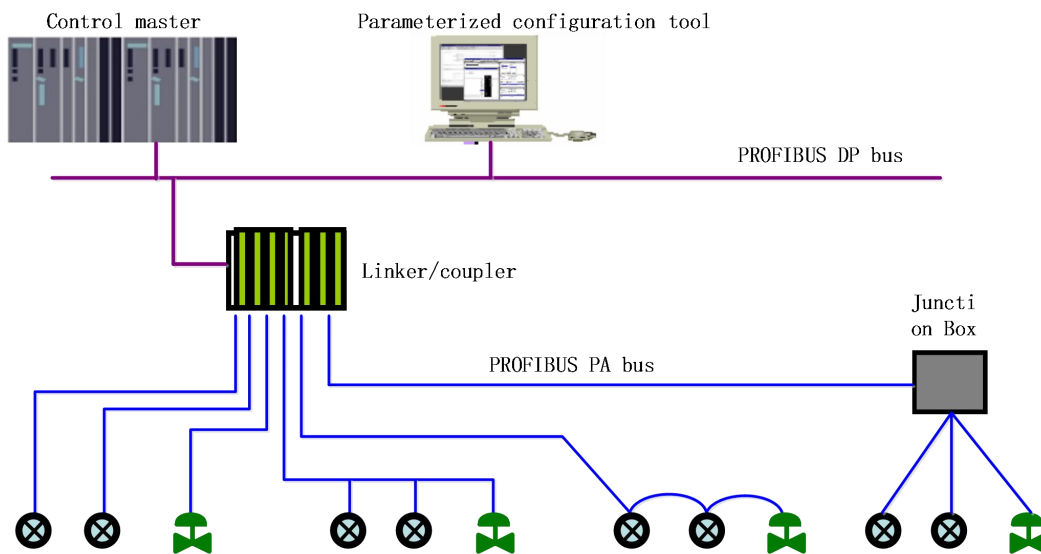 Control master
Parameterized configuration tool
PROFIBUS DP bus
Linker/coupler
Juncti
on Box
PROFIBUS PA bus